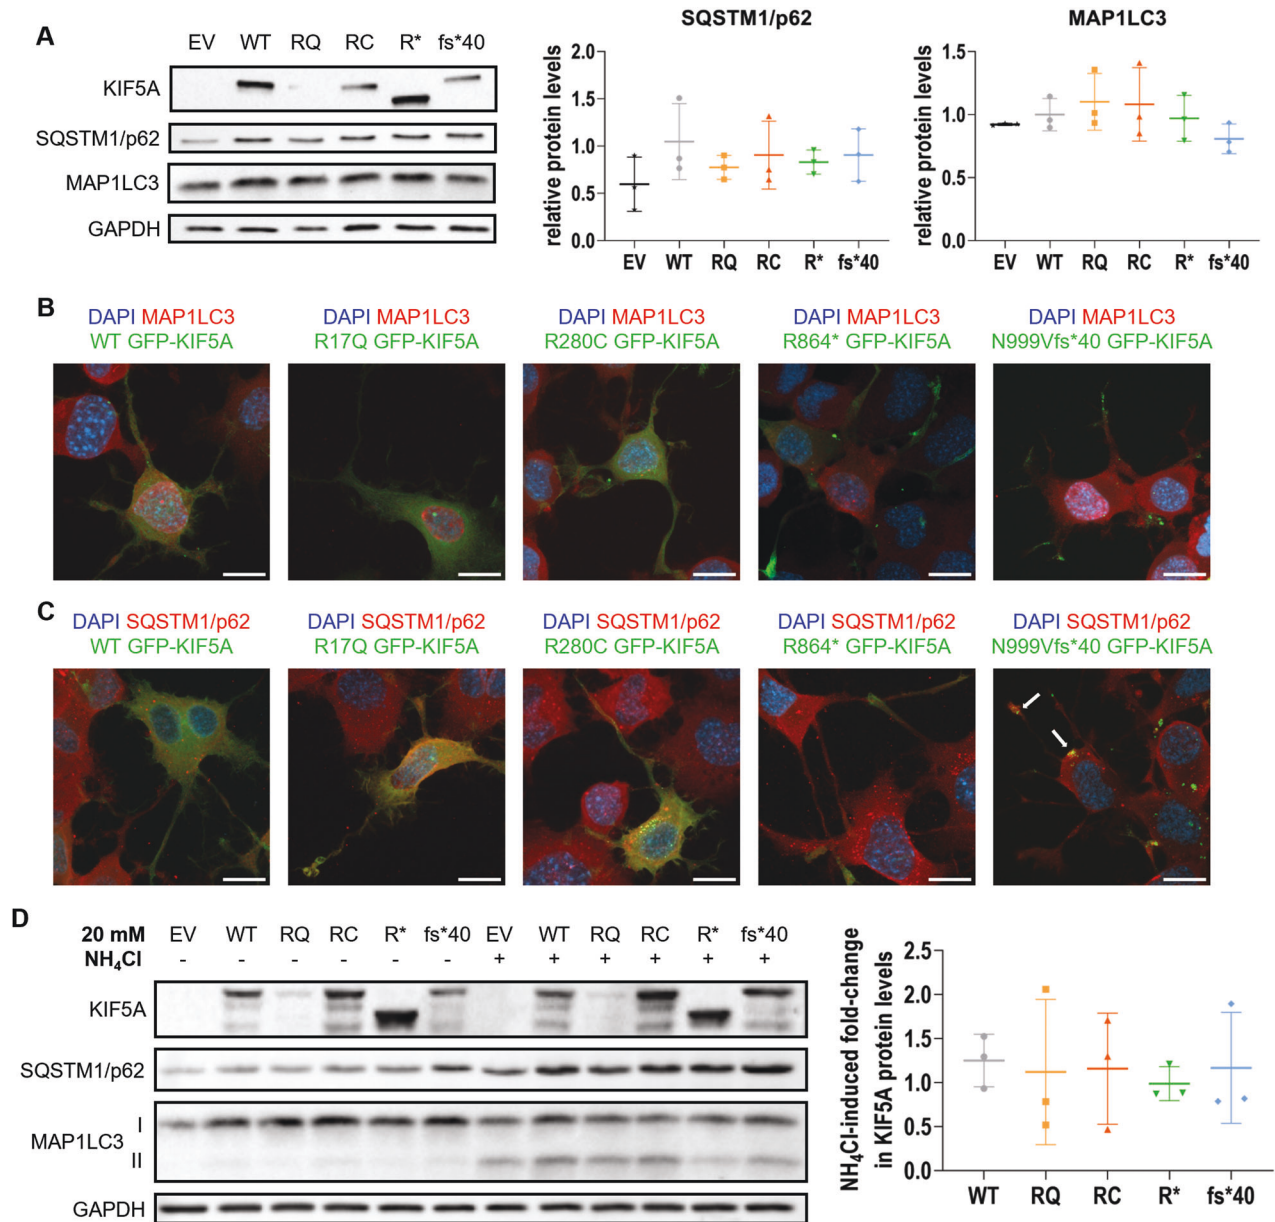 A
EV WT RQ RC R* fs*40
KIF5A
SQSTM1/p62
MAP1LC3
GAPDH
SQSTM1/p62
relative protein levels
2.0
1.5
1.0
0.5
0.0
EV WT RQ RC R* fs*40
MAP1LC3
relative protein levels
1.5
1.0
0.5
0.0
EV WT RQ RC R* fs*40
B
DAPI MAP1LC3
WT GFP-KIF5A
DAPI MAP1LC3
R17Q GFP-KIF5A
DAPI MAP1LC3
R280C GFP-KIF5A
DAPI MAP1LC3
R864* GFP-KIF5A
DAPI MAP1LC3
N999Vfs*40 GFP-KIF5A
C
DAPI SQSTM1/p62
WT GFP-KIF5A
DAPI SQSTM1/p62
R17Q GFP-KIF5A
DAPI SQSTM1/p62
R280C GFP-KIF5A
DAPI SQSTM1/p62
R864* GFP-KIF5A
DAPI SQSTM1/p62
N999Vfs*40 GFP-KIF5A
D
20 mM EV WT RQ RC R* fs*40 EV WT RQ RC R* fs*40
NH₄Cl - - - - - - + + + + + +
KIF5A
SQSTM1/p62
I
MAP1LC3
II
GAPDH
NH₄Cl-induced fold-change
in KIF5A protein levels
2.5
2.0
1.5
1.0
0.5
0.0
WT RQ RC R* fs*40